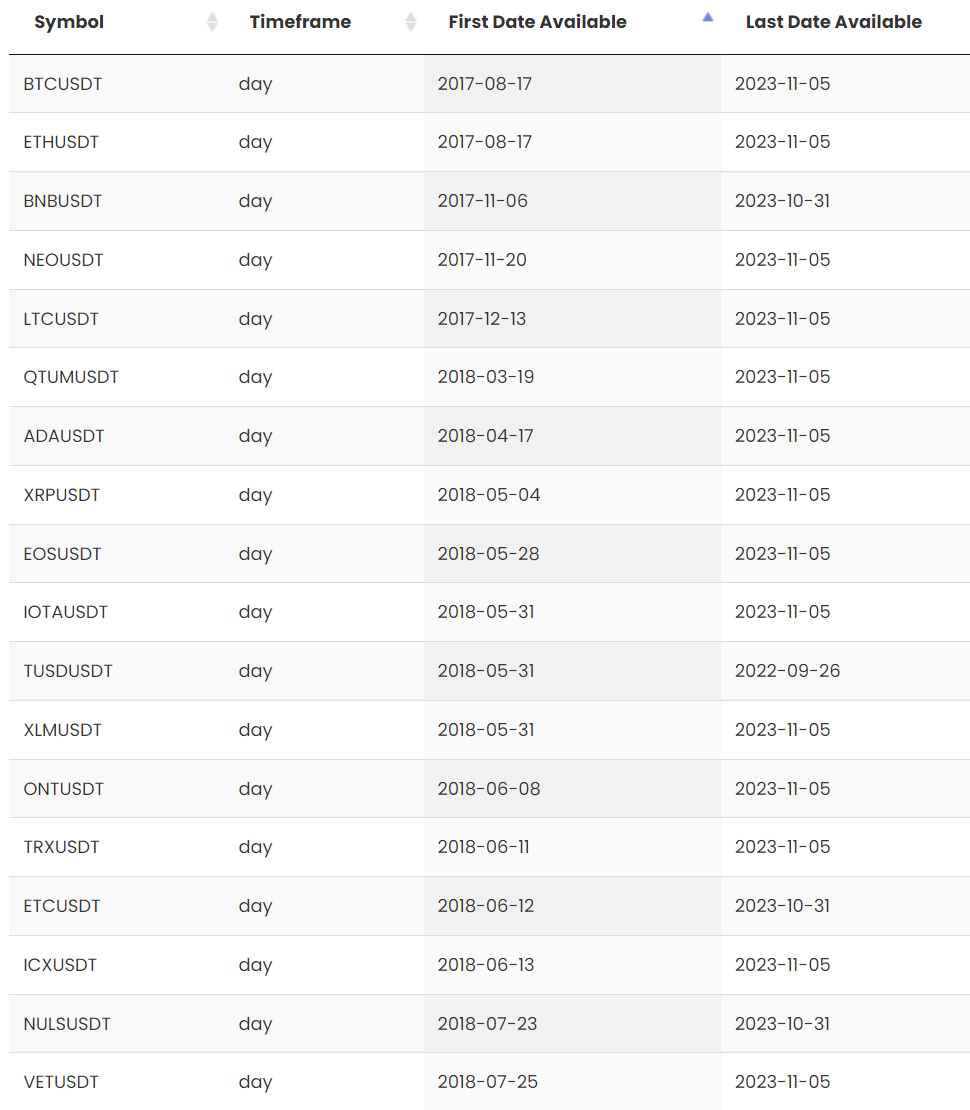 Symbol Timeframe First Date Available Last Date Available
BTCUSDT day 2017-08-17 2023-11-05
ETHUSDT day 2017-08-17 2023-11-05
BNBUSDT day 2017-11-06 2023-10-31
NEOUSDT day 2017-11-20 2023-11-05
LTCUSDT day 2017-12-13 2023-11-05
QTUMUSDT day 2018-03-19 2023-11-05
ADAUSDT day 2018-04-17 2023-11-05
XRPUSDT day 2018-05-04 2023-11-05
EOSUSDT day 2018-05-28 2023-11-05
IOTAUSDT day 2018-05-31 2023-11-05
TUSDUSDT day 2018-05-31 2022-09-26
XLMUSDT day 2018-05-31 2023-11-05
ONTUSDT day 2018-06-08 2023-11-05
TRXUSDT day 2018-06-11 2023-11-05
ETCUSDT day 2018-06-12 2023-10-31
ICXUSDT day 2018-06-13 2023-11-05
NULSUSDT day 2018-07-23 2023-10-31
VETUSDT day 2018-07-25 2023-11-05